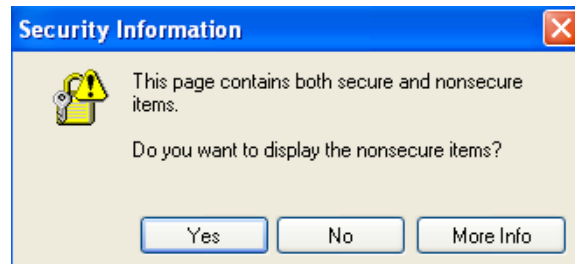 Security Information
This page contains both secure and nonsecure
items.
Do you want to display the nonsecure items?
Yes No More Info